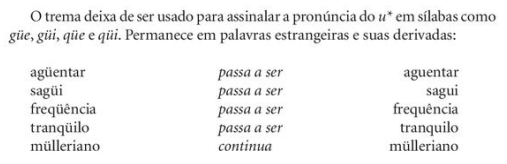 O trema deixa de ser usado para assinalar a pronúncia do u* em sílabas como
güe, güi, qüe e qüi. Permanece em palavras estrangeiras e suas derivadas:
agüentar passa a ser aguentar
sagüi passa a ser sagui
freqüência passa a ser frequência
tranqüilo passa a ser tranquilo
mülleriano continua mülleriano